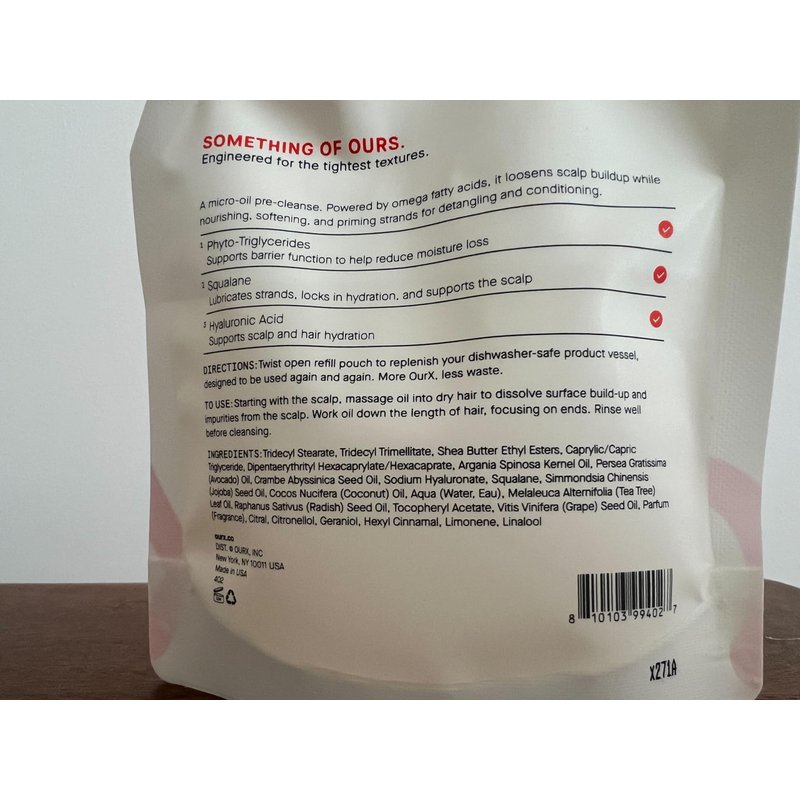 SOMETHING OF OURS.
Engineered for the tightest textures.
A micro-oil pre-cleanse. Powered by omega fatty acids, it loosens scalp buildup while
nourishing, softening, and priming strands for detangling and conditioning.
1 Phyto-Triglycerides
Supports barrier function to help reduce moisture loss
2 Squalane
Lubricates strands, locks in hydration, and supports the scalp
3 Hyaluronic Acid
Supports scalp and hair hydration
DIRECTIONS: Twist open refill pouch to replenish your dishwasher-safe product vessel,
designed to be used again and again. More OurX, less waste.
TO USE: Starting with the scalp, massage oil into dry hair to dissolve surface build-up and
impurities from the scalp. Work oil down the length of hair, focusing on ends. Rinse well
before cleansing.
INGREDIENTS: Tridecyl Stearate, Tridecyl Trimellitate, Shea Butter Ethyl Esters, Caprylic/Capric
Triglyceride, Dipentaerythrityl Hexacaprylate/Hexacaprate, Argania Spinosa Kernel Oil, Persea Gratissima
(Avocado) Oil, Crambe Abyssinica Seed Oil, Sodium Hyaluronate, Squalane, Simmondsia Chinensis
(Jojoba) Seed Oil, Cocos Nucifera (Coconut) Oil, Aqua (Water, Eau), Melaleuca Alternifolia (Tea Tree)
Leaf Oil, Raphanus Sativus (Radish) Seed Oil, Tocopheryl Acetate, Vitis Vinifera (Grape) Seed Oil, Parfum
(Fragrance), Citral, Citronellol, Geraniol, Hexyl Cinnamal, Limonene, Linalool
ourx.co
DIST. © OURX, INC
New York, NY 10011 USA
Made in USA
402
8 10103 99402 7
X271A